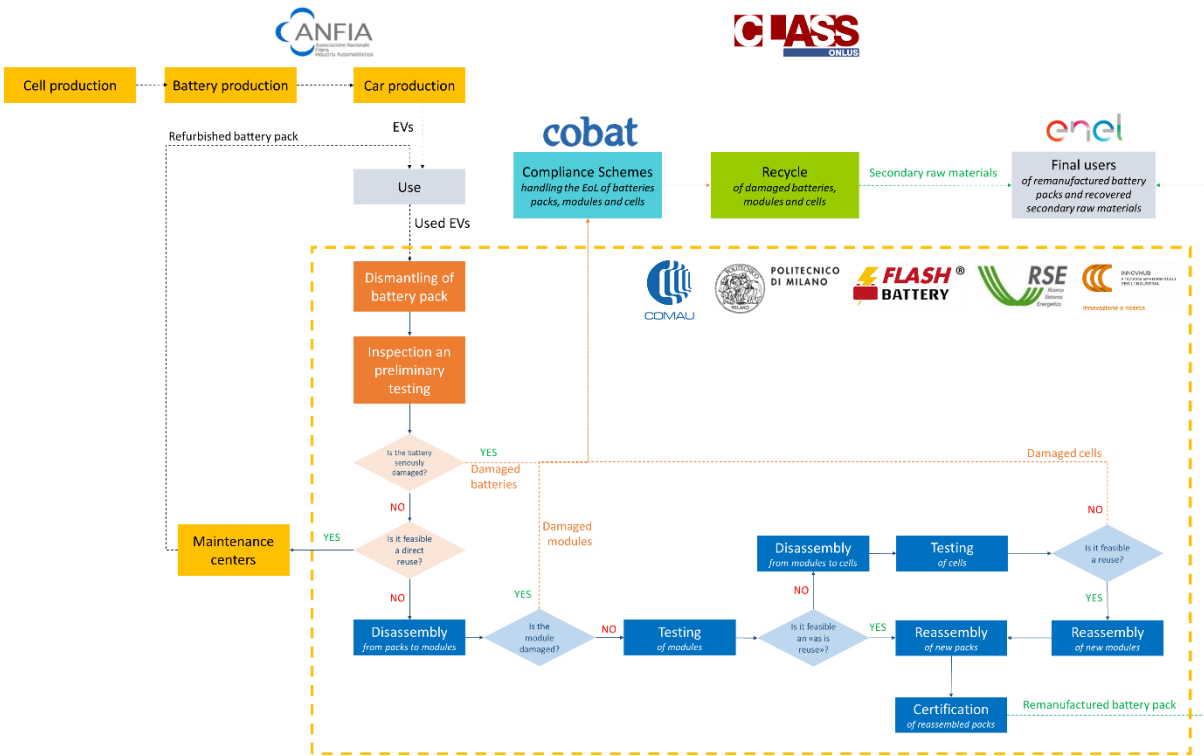 ANFIA
Associazione Nazionale
Filiera
Industria Automobilistica
CLASS
ONLUS
Cell production
Battery production
Car production
Refurbished battery pack
EVs
cobat
enel
Compliance Schemes
handling the EoL of batteries
packs, modules and cells
Recycle
of damaged batteries,
modules and cells
Secondary raw materials
Final users
of remanufactured battery
packs and recovered
secondary raw materials
Use
Used EVs
Dismantling of
battery pack
COMAU
POLITECNICO
DI MILANO
MILANO
FLASH ®
BATTERY
RSE
Ricerca
Sistema
Energetico
INNOVHUB
STAZIONI SPERIMENTALI
PER L'INDUSTRIA
innovazione e ricerca
Inspection an
preliminary
testing
Is the battery
seriously
damaged?
YES
Damaged
batteries
Damaged cells
NO
Damaged
modules
NO
Maintenance
centers
YES
Is it feasible
a direct
reuse?
Disassembly
from modules to cells
Testing
of cells
Is it feasible
a reuse?
NO
YES
NO
YES
Disassembly
from packs to modules
Is the
module
damaged?
NO
Testing
of modules
Is it feasible
an «as is
reuse»?
YES
Reassembly
of new packs
Reassembly
of new modules
Certification
of reassembled packs
Remanufactured battery pack